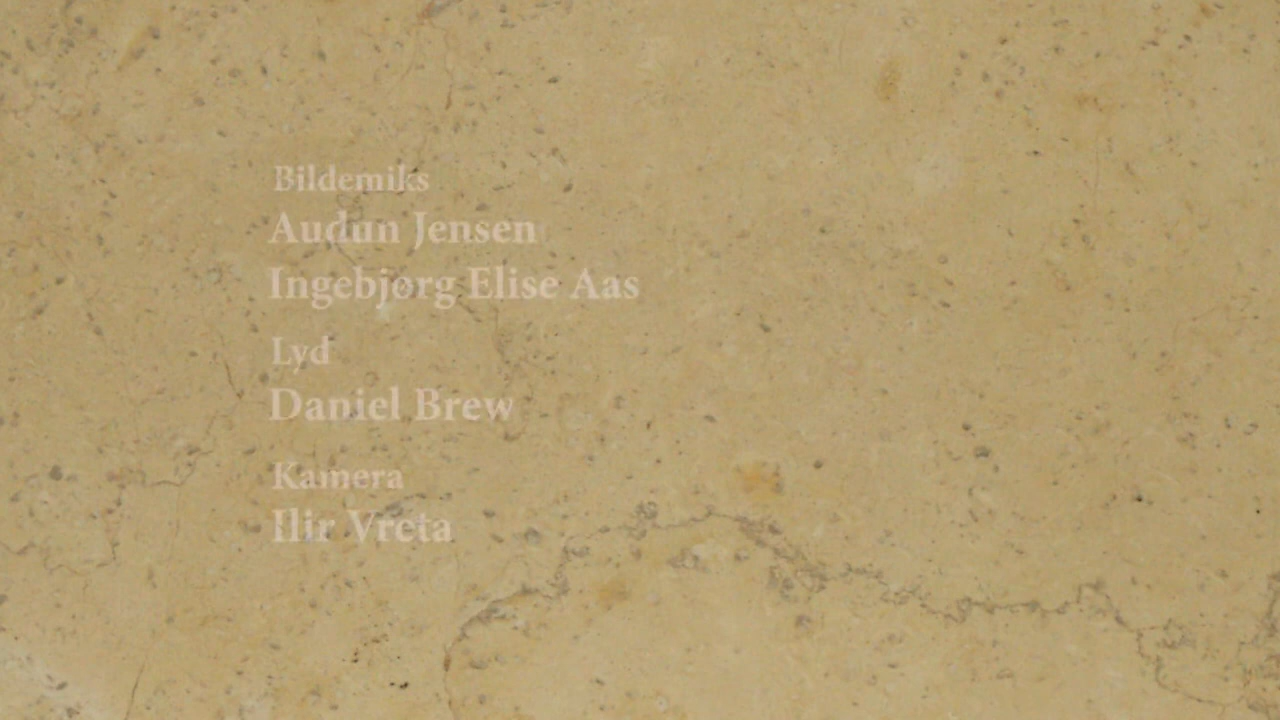 Bildemiks
Audun Jensen
Ingebjørg Elise Aas
Lyd
Daniel Brew
Kamera
Ilir Vreta